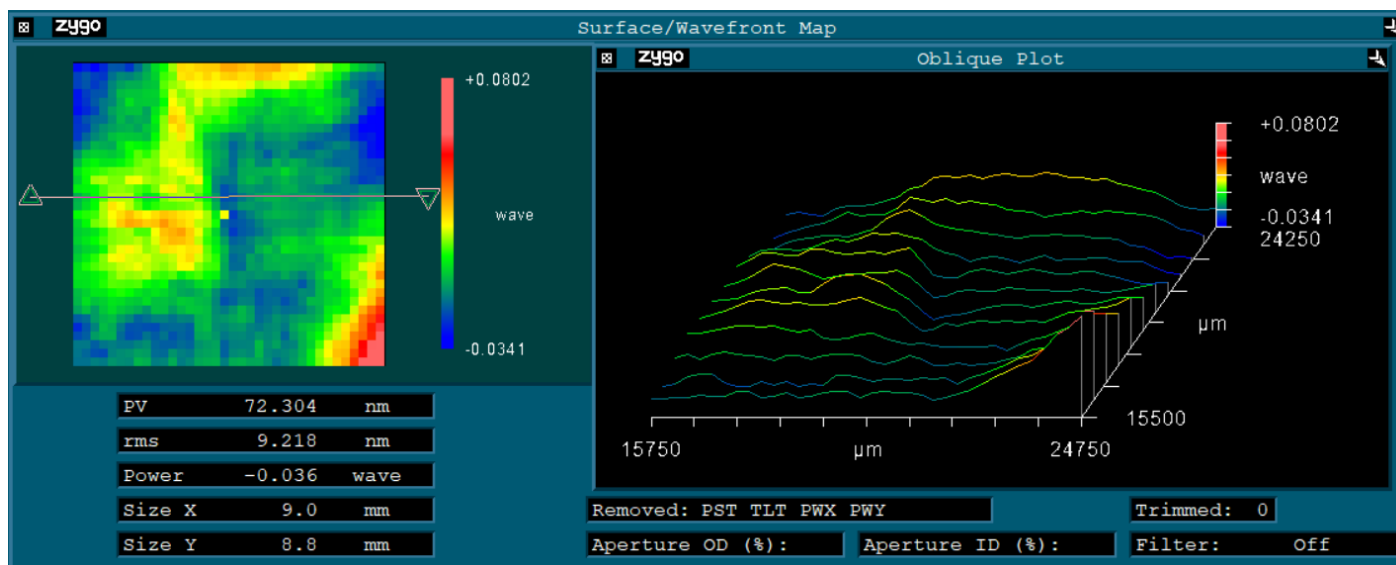 zygo Surface/Wavefront Map
+0.0802
wave
-0.0341
PV 72.304 nm
rms 9.218 nm
Power -0.036 wave
Size X 9.0 mm
Size Y 8.8 mm
zygo Oblique Plot
+0.0802
wave
-0.0341
24250
µm
15500
15750 µm 24750
Removed: PST TLT PWX PWY
Trimmed: 0
Aperture OD (%):
Aperture ID (%):
Filter: Off